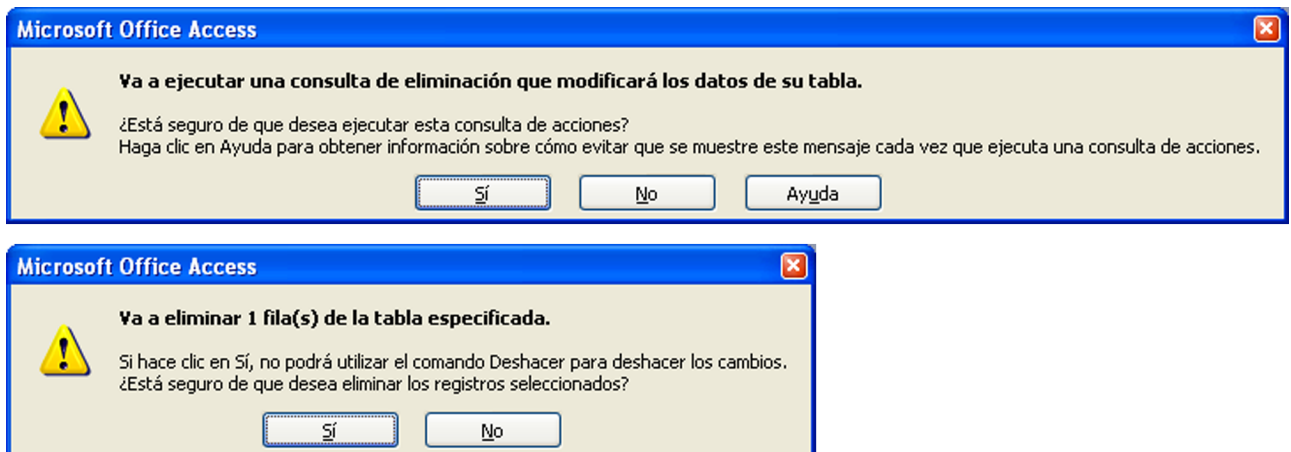 Microsoft Office Access
Va a ejecutar una consulta de eliminación que modificará los datos de su tabla.
¿Está seguro de que desea ejecutar esta consulta de acciones?
Haga clic en Ayuda para obtener información sobre cómo evitar que se muestre este mensaje cada vez que ejecuta una consulta de acciones.
Sí No Ayuda
Microsoft Office Access
Va a eliminar 1 fila(s) de la tabla especificada.
Si hace clic en Sí, no podrá utilizar el comando Deshacer para deshacer los cambios.
¿Está seguro de que desea eliminar los registros seleccionados?
Sí No